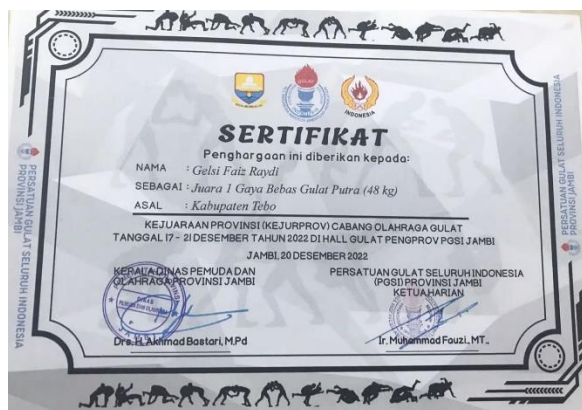 INDONESIA
SERTIFIKAT
Penghargaan ini diberikan kepada:
NAMA : Gelsi Faiz Raydi
SEBAGAI : Juara 1 Gaya Bebas Gulat Putra (48 kg)
ASAL : Kabupaten Tebo
KEJUARAAN PROVINSI (KEJURPROV) CABANG OLAHRAGA GULAT
TANGGAL 17 - 21 DESEMBER TAHUN 2022 DI HALL GULAT PENGPROV PGSI JAMBI
JAMBI, 20 DESEMBER 2022
KEPALA DINAS PEMUDA DAN
OLAHRAGA PROVINSI JAMBI
Drs. H. Akhmad Bastari, M.Pd
PERSATUAN GULAT SELURUH INDONESIA
(PGSI) PROVINSI JAMBI
KETUA HARIAN
Ir. Muhammad Fauzi, MT.,
PERSATUAN GULAT SELURUH INDONESIA
PROVINSI JAMBI
PERSATUAN GULAT SELURUH INDONESIA
PROVINSI JAMBI